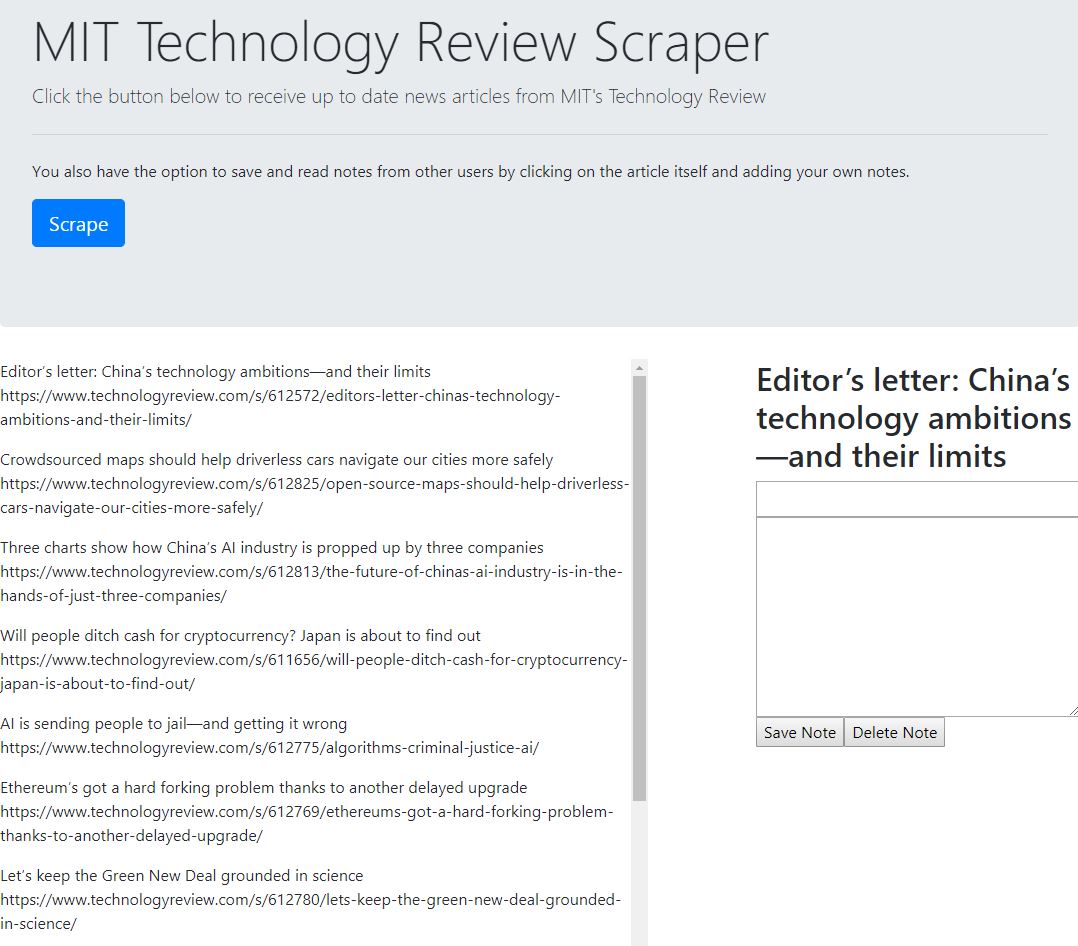 MIT Technology Review Scraper
Click the button below to receive up to date news articles from MIT's Technology Review
You also have the option to save and read notes from other users by clicking on the article itself and adding your own notes.
Scrape
Editor’s letter: China’s technology ambitions—and their limits
https://www.technologyreview.com/s/612572/editors-letter-chinas-technology-
ambitions-and-their-limits/
Crowdsourced maps should help driverless cars navigate our cities more safely
https://www.technologyreview.com/s/612825/open-source-maps-should-help-driverless-
cars-navigate-our-cities-more-safely/
Three charts show how China’s AI industry is propped up by three companies
https://www.technologyreview.com/s/612813/the-future-of-chinas-ai-industry-is-in-the-
hands-of-just-three-companies/
Will people ditch cash for cryptocurrency? Japan is about to find out
https://www.technologyreview.com/s/611656/will-people-ditch-cash-for-cryptocurrency-
japan-is-about-to-find-out/
AI is sending people to jail—and getting it wrong
https://www.technologyreview.com/s/612775/algorithms-criminal-justice-ai/
Ethereum’s got a hard forking problem thanks to another delayed upgrade
https://www.technologyreview.com/s/612769/ethereums-got-a-hard-forking-problem-
thanks-to-another-delayed-upgrade/
Let’s keep the Green New Deal grounded in science
https://www.technologyreview.com/s/612780/lets-keep-the-green-new-deal-grounded-
in-science/
Editor’s letter: China’s
technology ambitions
—and their limits
Save Note
Delete Note